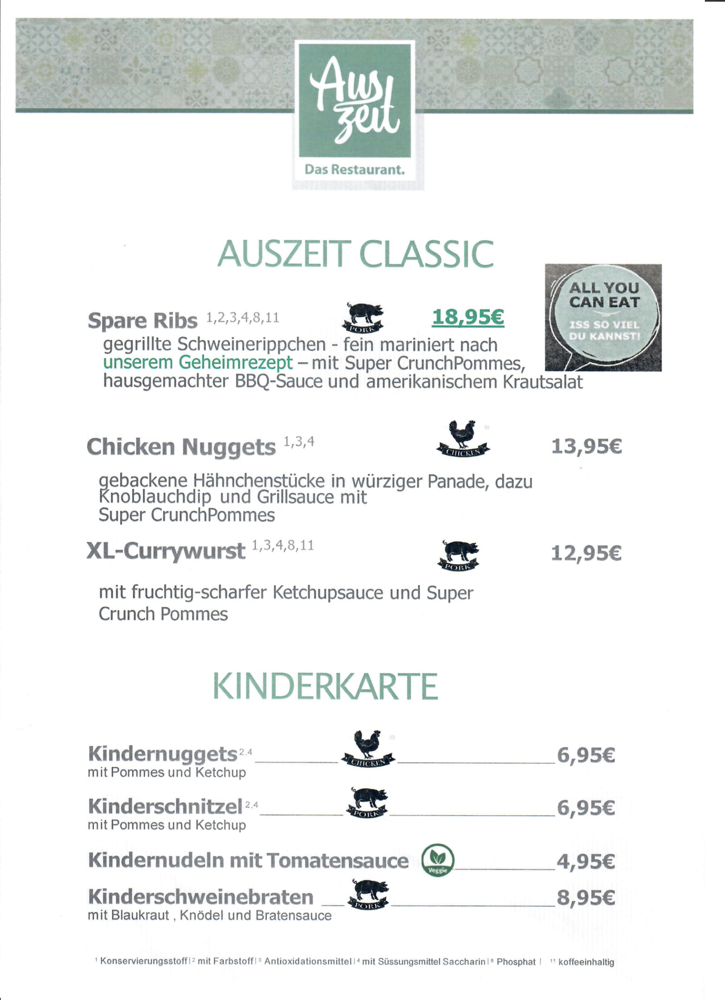 Aus
zeit
Das Restaurant.
AUSZEIT CLASSIC
ALL YOU
CAN EAT
ISS SO VIEL
DU KANNST!
Spare Ribs 1,2,3,4,8,11 PORK 18,95€
gegrillte Schweinerippchen - fein mariniert nach
unserem Geheimrezept – mit Super CrunchPommes,
hausgemachter BBQ-Sauce und amerikanischem Krautsalat
Chicken Nuggets 1,3,4 CHICKEN 13,95€
gebackene Hähnchenstücke in würziger Panade, dazu
Knoblauchdip und Grillsauce mit
Super CrunchPommes
XL-Currywurst 1,3,4,8,11 PORK 12,95€
mit fruchtig-scharfer Ketchupsauce und Super
Crunch Pommes
KINDERKARTE
Kindernuggets 2,4 CHICKEN 6,95€
mit Pommes und Ketchup
Kinderschnitzel 2,4 PORK 6,95€
mit Pommes und Ketchup
Kindernudeln mit Tomatensauce Veggie 4,95€
Kinderschweinebraten PORK 8,95€
mit Blaukraut , Knödel und Bratensauce
¹ Konservierungsstoff|² mit Farbstoff|³ Antioxidationsmittel|⁴ mit Süssungsmittel Saccharin|⁸ Phosphat | ¹¹ koffeeinhaltig